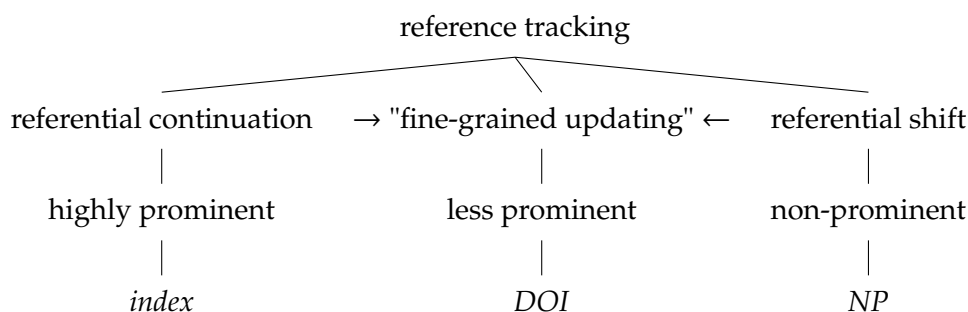 reference tracking
referential continuation → "fine-grained updating" ← referential shift
highly prominent less prominent non-prominent
index DOI NP